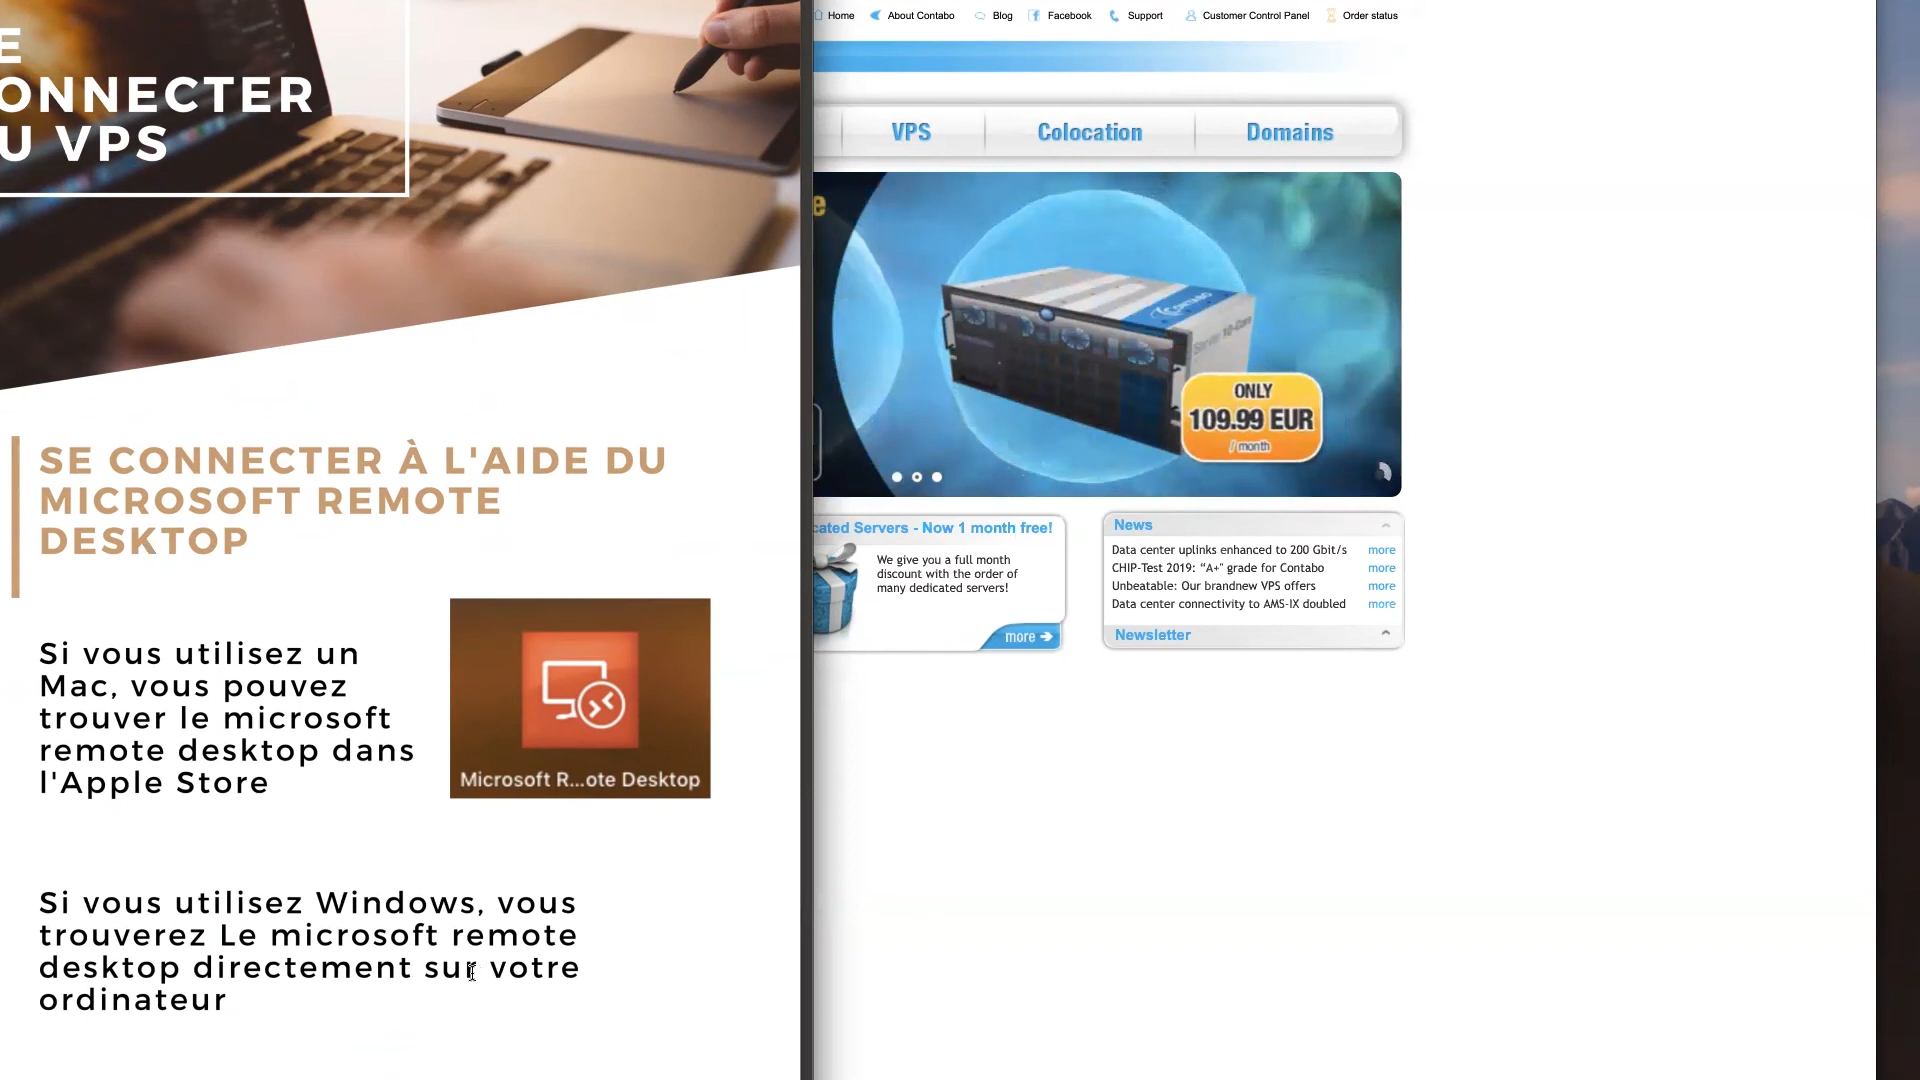 E
ONNECTER
U VPS
SE CONNECTER À L'AIDE DU
MICROSOFT REMOTE
DESKTOP
Si vous utilisez un
Mac, vous pouvez
trouver le microsoft
remote desktop dans
l'Apple Store
Microsoft R...ote Desktop
Si vous utilisez Windows, vous
trouverez Le microsoft remote
desktop directement sur votre
ordinateur
Home About Contabo Blog Facebook Support Customer Control Panel Order status
VPS Colocation Domains
e
CONTABO
Server 10-Core
ONLY
109.99 EUR
/ month
cated Servers - Now 1 month free!
We give you a full month
discount with the order of
many dedicated servers!
more
News
Data center uplinks enhanced to 200 Gbit/s more
CHIP-Test 2019: “A+" grade for Contabo more
Unbeatable: Our brandnew VPS offers more
Data center connectivity to AMS-IX doubled more
Newsletter